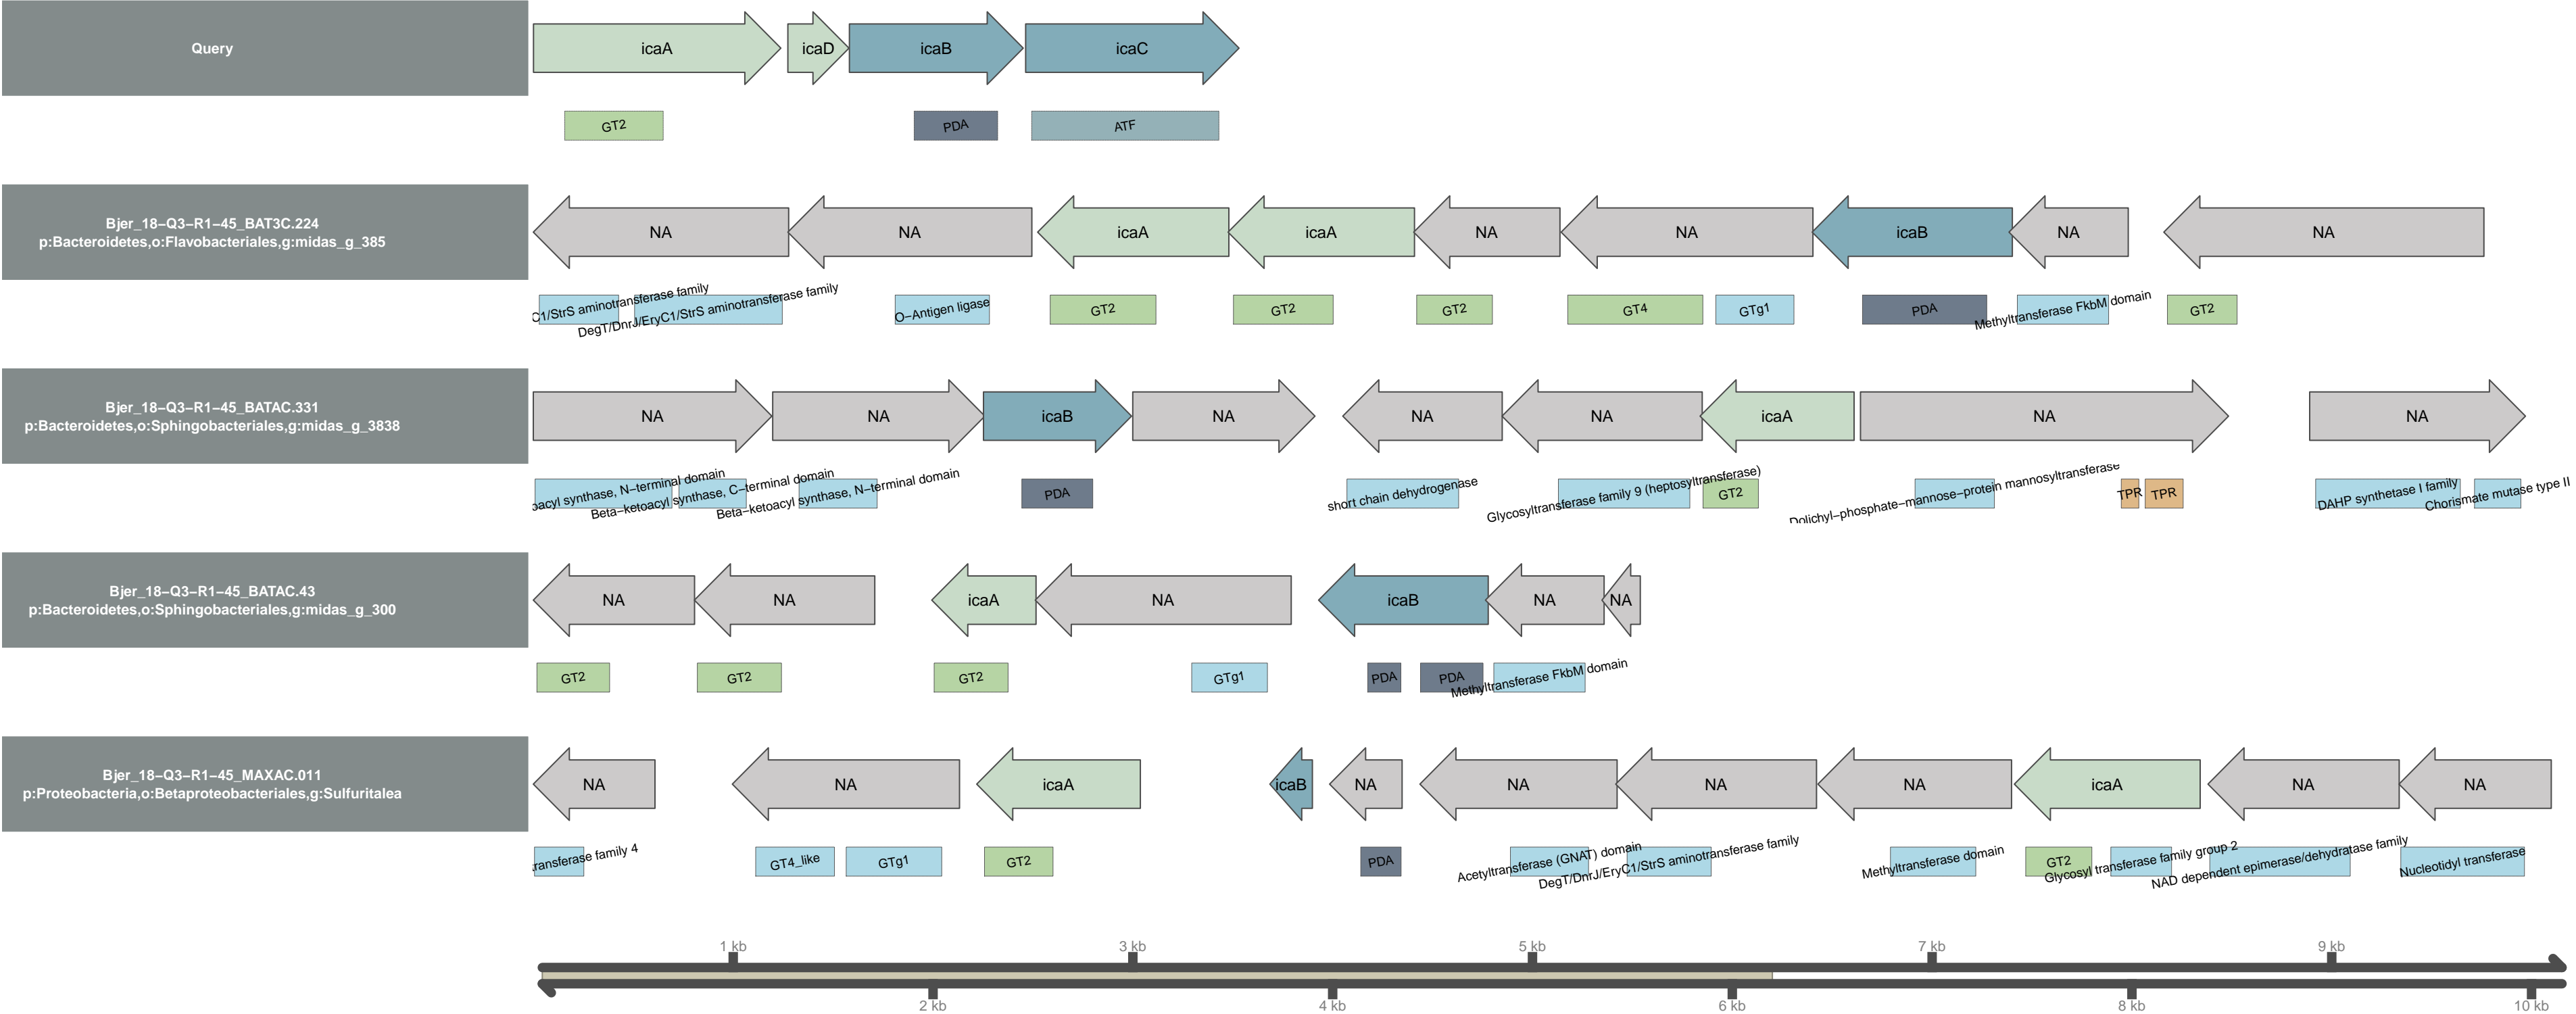 Query
icaA
icaD
icaB
icaC
GT2
PDA
ATF
Bjer_18−Q3−R1−45_BAT3C.224
p:Bacteroidetes,o:Flavobacteriales,g:midas_g_385
NA
NA
icaA
icaA
NA
NA
icaB
NA
NA
C1/StrS aminotransferase family
DegT/DnrJ/EryC1/StrS aminotransferase family
O−Antigen ligase
GT2
GT2
GT2
GT4
GTg1
PDA
Methyltransferase FkbM domain
GT2
Bjer_18−Q3−R1−45_BATAC.331
p:Bacteroidetes,o:Sphingobacteriales,g:midas_g_3838
NA
NA
icaB
NA
NA
NA
icaA
NA
NA
oacyl synthase, N−terminal domain
Beta−ketoacyl synthase, C−terminal domain
Beta−ketoacyl synthase, N−terminal domain
PDA
short chain dehydrogenase
Glycosyltransferase family 9 (heptosyltransferase)
GT2
Dolichyl−phosphate−mannose−protein mannosyltransferase
TPR
TPR
DAHP synthetase I family
Chorismate mutase type II
Bjer_18−Q3−R1−45_BATAC.43
p:Bacteroidetes,o:Sphingobacteriales,g:midas_g_300
NA
NA
icaA
NA
icaB
NA
NA
GT2
GT2
GT2
GTg1
PDA
PDA
Methyltransferase FkbM domain
Bjer_18−Q3−R1−45_MAXAC.011
p:Proteobacteria,o:Betaproteobacteriales,g:Sulfuritalea
NA
NA
icaA
icaB
NA
NA
NA
NA
icaA
NA
NA
ransferase family 4
GT4_like
GTg1
GT2
PDA
Acetyltransferase (GNAT) domain
DegT/DnrJ/EryC1/StrS aminotransferase family
Methyltransferase domain
GT2
Glycosyl transferase family group 2
NAD dependent epimerase/dehydratase family
Nucleotidyl transferase
1 kb
3 kb
5 kb
7 kb
9 kb
2 kb
4 kb
6 kb
8 kb
10 kb